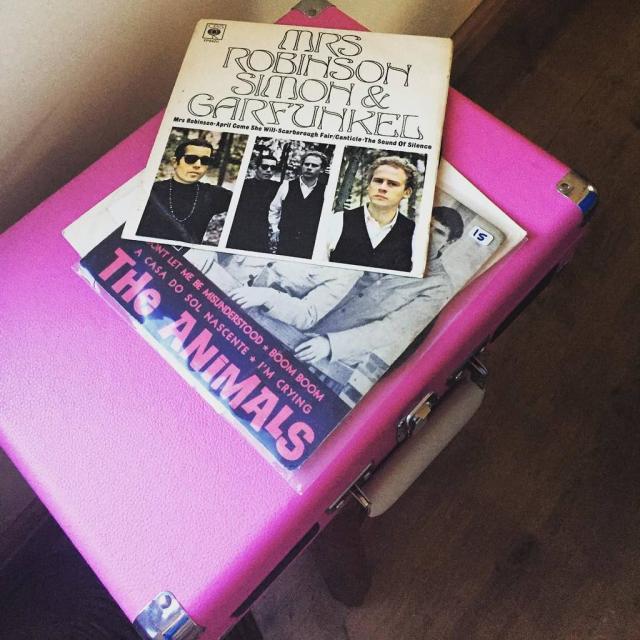 MRS
ROBINSON
SIMON &
GARFUNKEL
Mrs Robinson-April Come She Will-Scarborough Fair/Canticle-The Sound Of Silence
15
DONT LET ME BE MISUNDERSTOOD ★ BOOM BOOM
A CASA DO SOL NASCENTE ★ I'M CRYING
THe ANIMALS